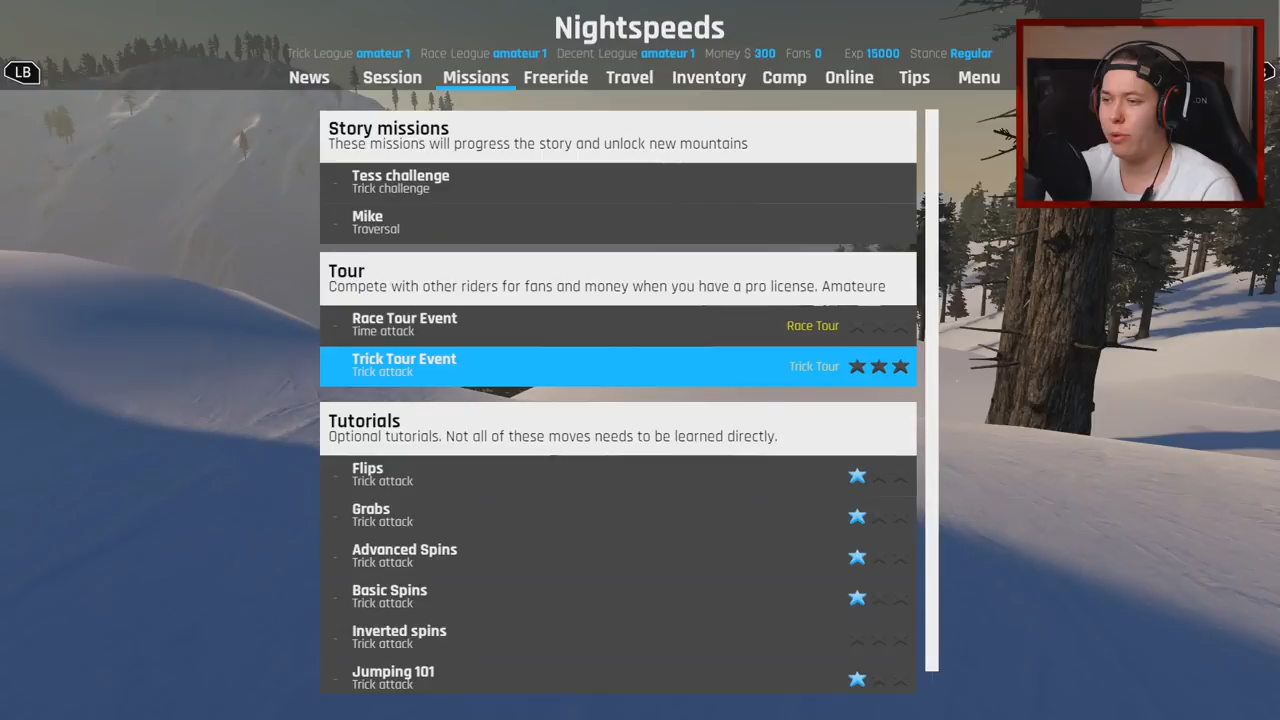 Nightspeeds
Trick League amateur 1 Race League amateur 1 Decent League amateur 1 Money $ 300 Fans 0 Exp 15000 Stance Regular
LB
News Session Missions Freeride Travel Inventory Camp Online Tips Menu
Story missions
These missions will progress the story and unlock new mountains
Tess challenge
Trick challenge
Mike
Traversal
Tour
Compete with other riders for fans and money when you have a pro license. Amateure
Race Tour Event
Time attack
Race Tour
Trick Tour Event
Trick attack
Trick Tour
Tutorials
Optional tutorials. Not all of these moves needs to be learned directly.
Flips
Trick attack
Grabs
Trick attack
Advanced Spins
Trick attack
Basic Spins
Trick attack
Inverted spins
Trick attack
Jumping 101
Trick attack